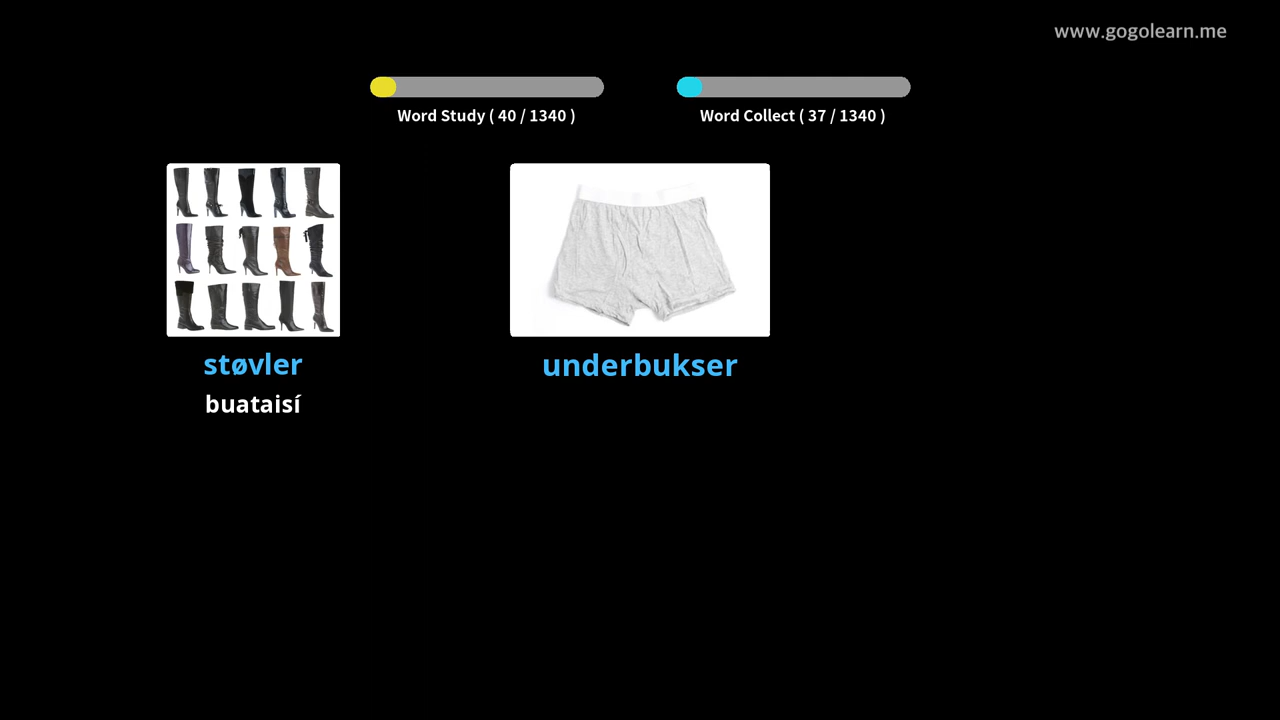 www.gogolearn.me
Word Study ( 40 / 1340 )
Word Collect ( 37 / 1340 )
støvler
buataisí
underbukser